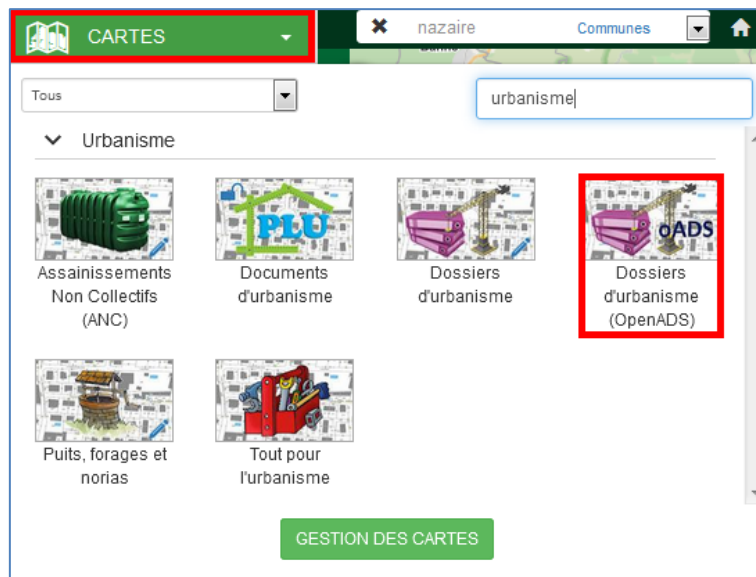 CARTES
nazaire Communes
Tous
urbanisme
Urbanisme
PLU
oADS
Assainissements
Non Collectifs
(ANC)
Documents
d'urbanisme
Dossiers
d'urbanisme
Dossiers
d'urbanisme
(OpenADS)
Puits, forages et
norias
Tout pour
l'urbanisme
GESTION DES CARTES